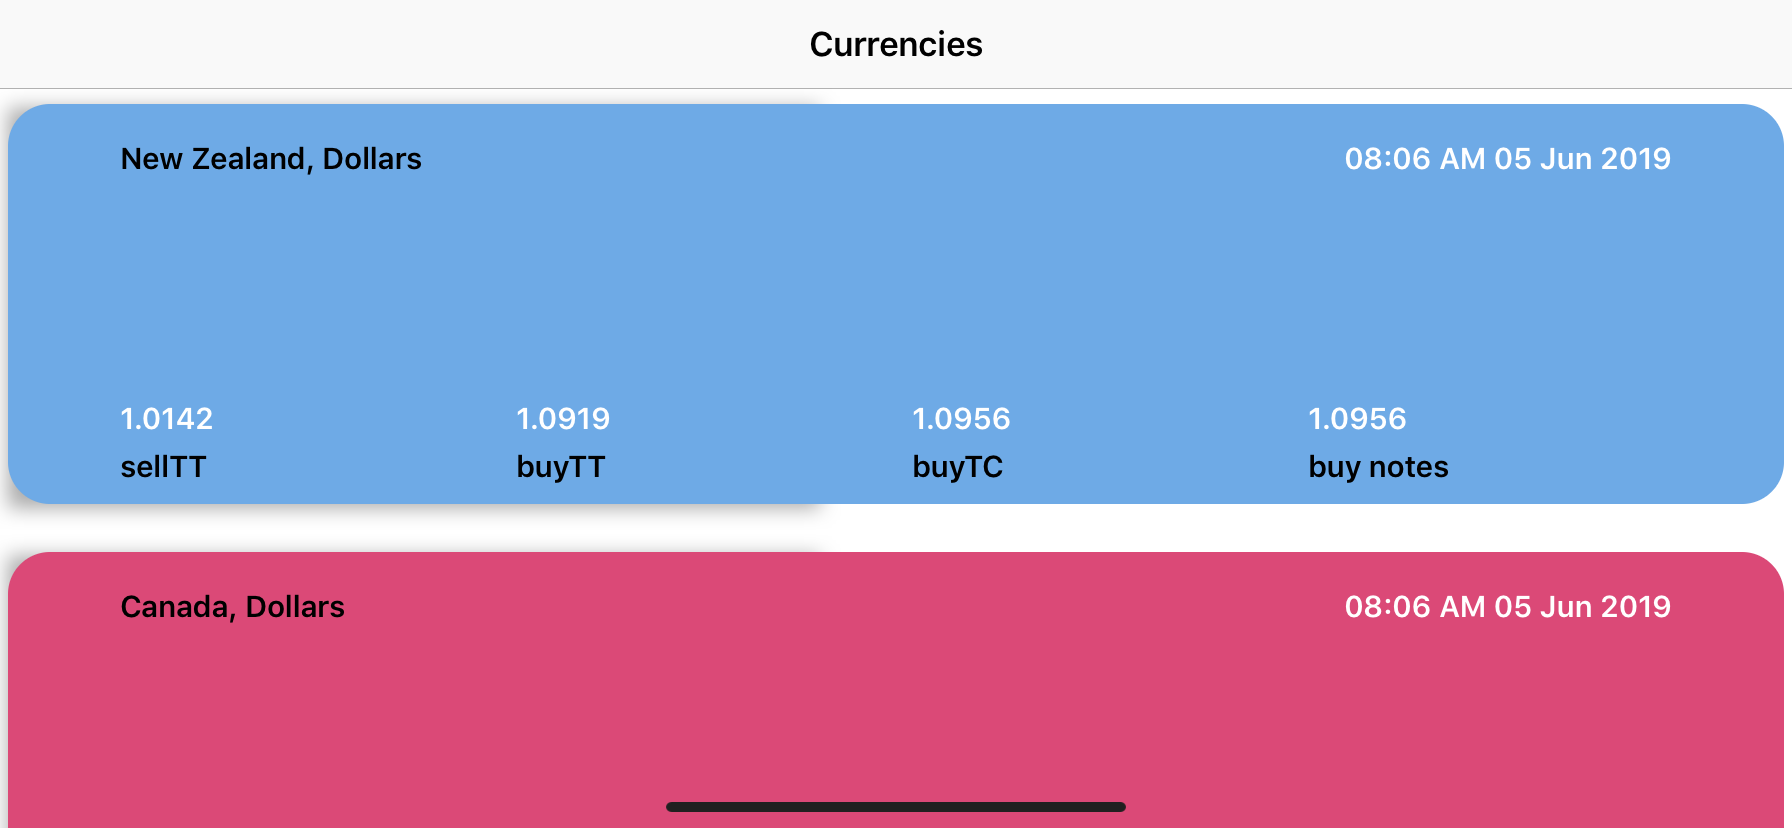 Currencies
New Zealand, Dollars 08:06 AM 05 Jun 2019
1.0142 1.0919 1.0956 1.0956
sellTT buyTT buyTC buy notes
Canada, Dollars 08:06 AM 05 Jun 2019